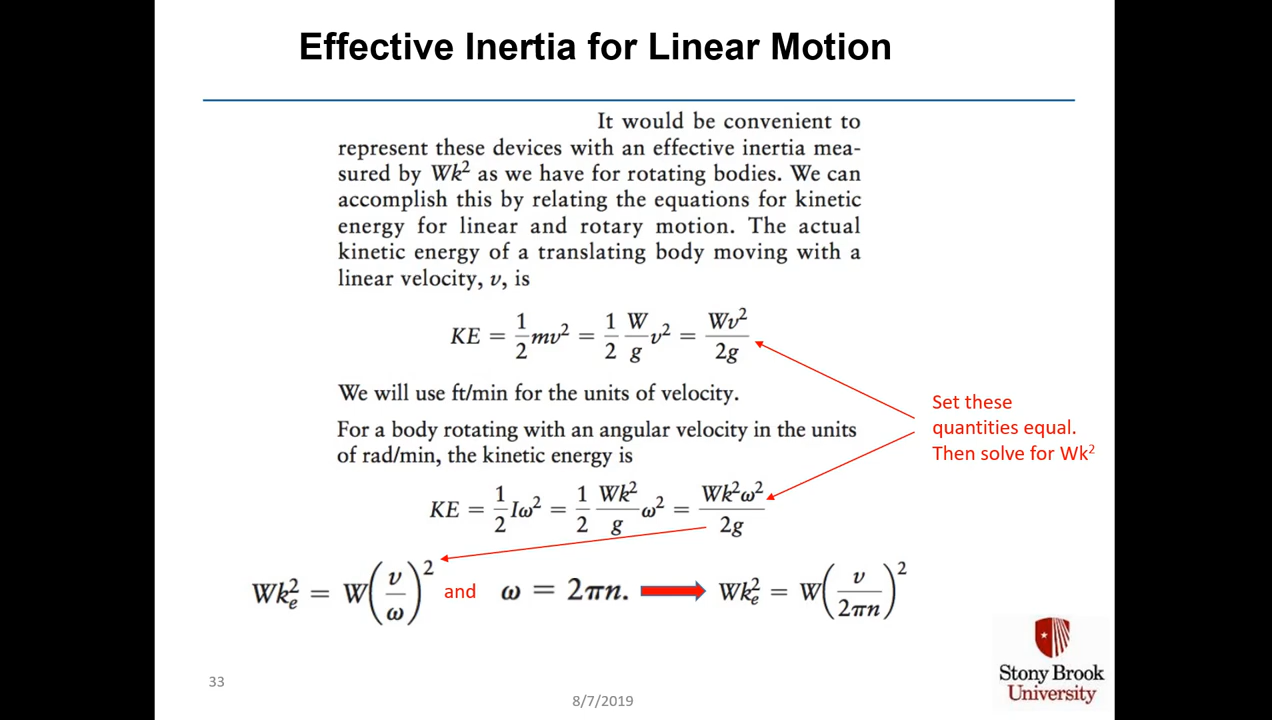 Effective Inertia for Linear Motion
It would be convenient to
represent these devices with an effective inertia mea-
sured by Wk² as we have for rotating bodies. We can
accomplish this by relating the equations for kinetic
energy for linear and rotary motion. The actual
kinetic energy of a translating body moving with a
linear velocity, v, is
KE = 1/2 mv² = 1/2 W/g v² = Wv²/2g
We will use ft/min for the units of velocity.
For a body rotating with an angular velocity in the units
of rad/min, the kinetic energy is
Set these
quantities equal.
Then solve for Wk²
KE = 1/2 Iω² = 1/2 Wk²/g ω² = Wk²ω²/2g
Wkₑ² = W(v/ω)² and ω = 2πn. Wkₑ² = W(v/2πn)²
33
8/7/2019
Stony Brook
University